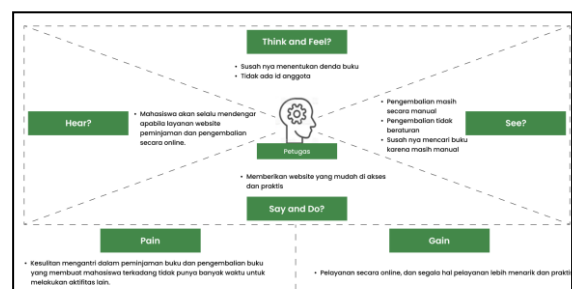 Think and Feel?
• Susah nya menentukan denda buku
• Tidak ada id anggota
Hear?
• Mahasiswa akan selalu mendengar
apabila layanan website
peminjaman dan pengembalian
secara online.
Petugas
• Pengembalian masih
secara manual
• Pengembalian tidak
beraturan
• Susah nya mencari buku
karena masih manual
See?
• Memberikan website yang mudah di akses
dan praktis
Say and Do?
Pain
• Kesulitan mengantri dalam peminjaman buku dan pengembalian buku
yang membuat mahasiswa terkadang tidak punya banyak waktu untuk
melakukan aktifitas lain.
Gain
• Pelayanan secara online, dan segala hal pelayanan lebih menarik dan prakti